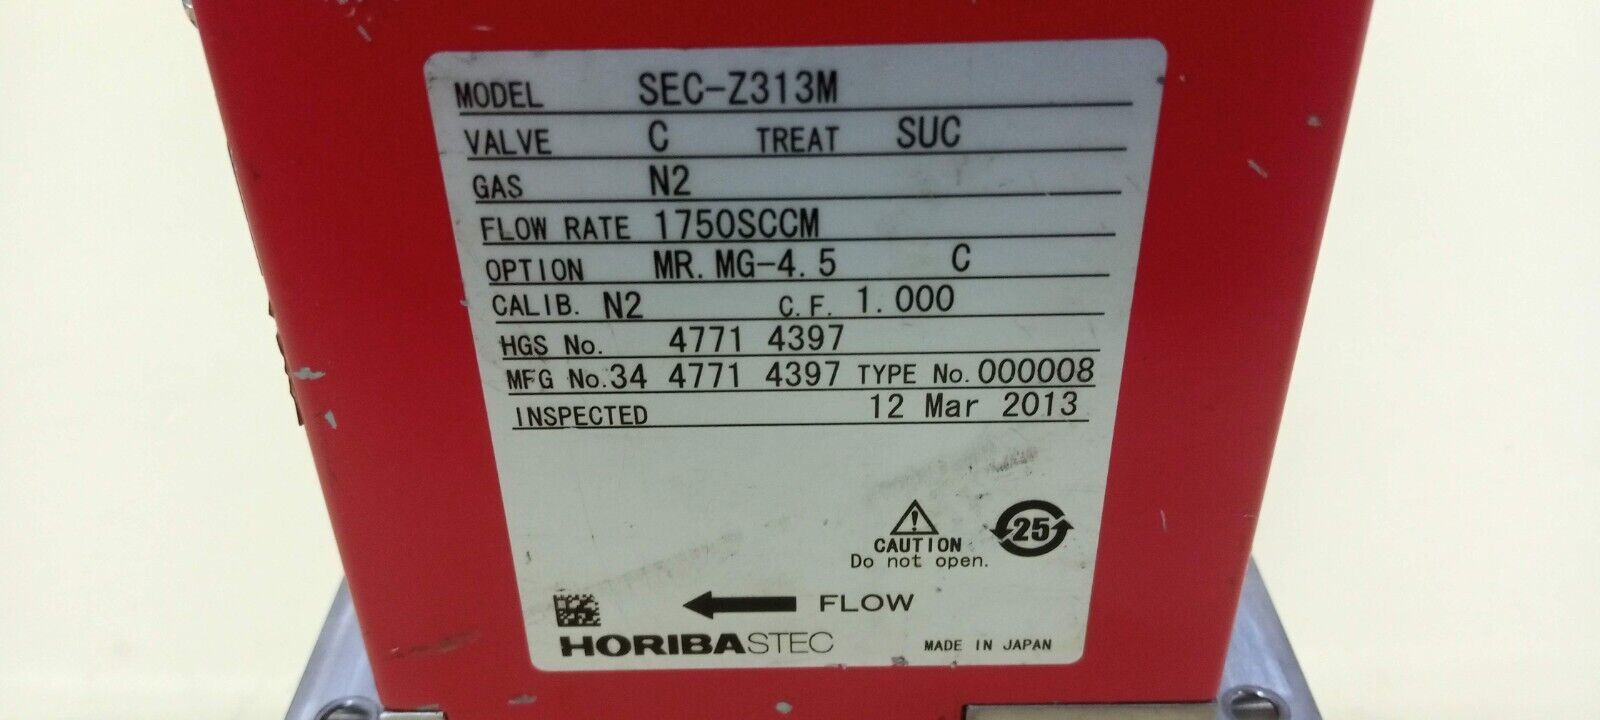 MODEL SEC-Z313M
VALVE C TREAT SUC
GAS N2
FLOW RATE 1750SCCM
OPTION MR. MG-4.5 C
CALIB. N2 C.F. 1.000
HGS No. 4771 4397
MFG No. 34 4771 4397 TYPE No. 000008
INSPECTED 12 Mar 2013
25
CAUTION
Do not open.
FLOW
HORIBASTEC MADE IN JAPAN